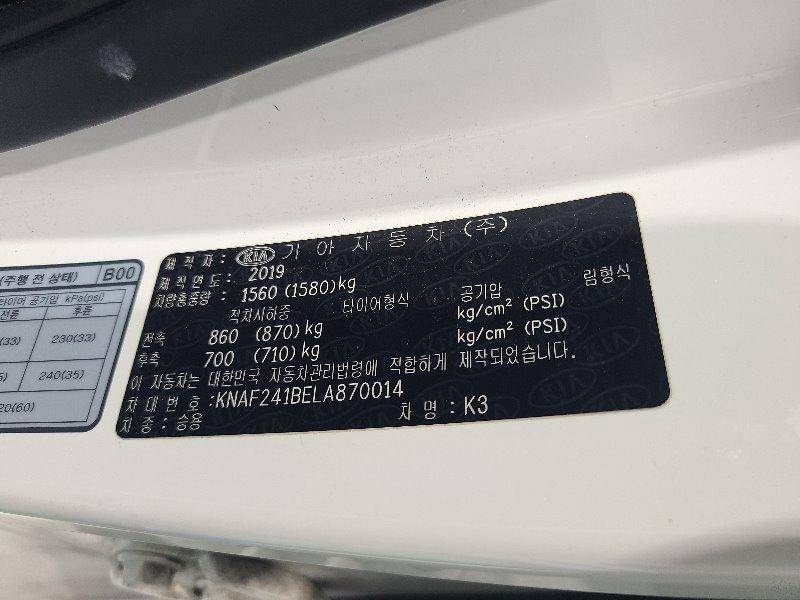 (주행 전 상태) B00
타이어 공기압 kPa(psi)
전륜 후륜
(33) 230(33)
5) 240(35)
20(60)
제작자: KIA 기아자동차(주)
제작연도: 2019
차량총중량: 1560 (1580)kg
적차시하중 타이어형식 공기압 림형식
전축 860 (870)kg kg/cm² (PSI)
후축 700 (710)kg kg/cm² (PSI)
이 자동차는 대한민국 자동차관리법령에 적합하게 제작되었습니다.
차대번호:KNAF241BELA870014
차종: 승용 차명: K3